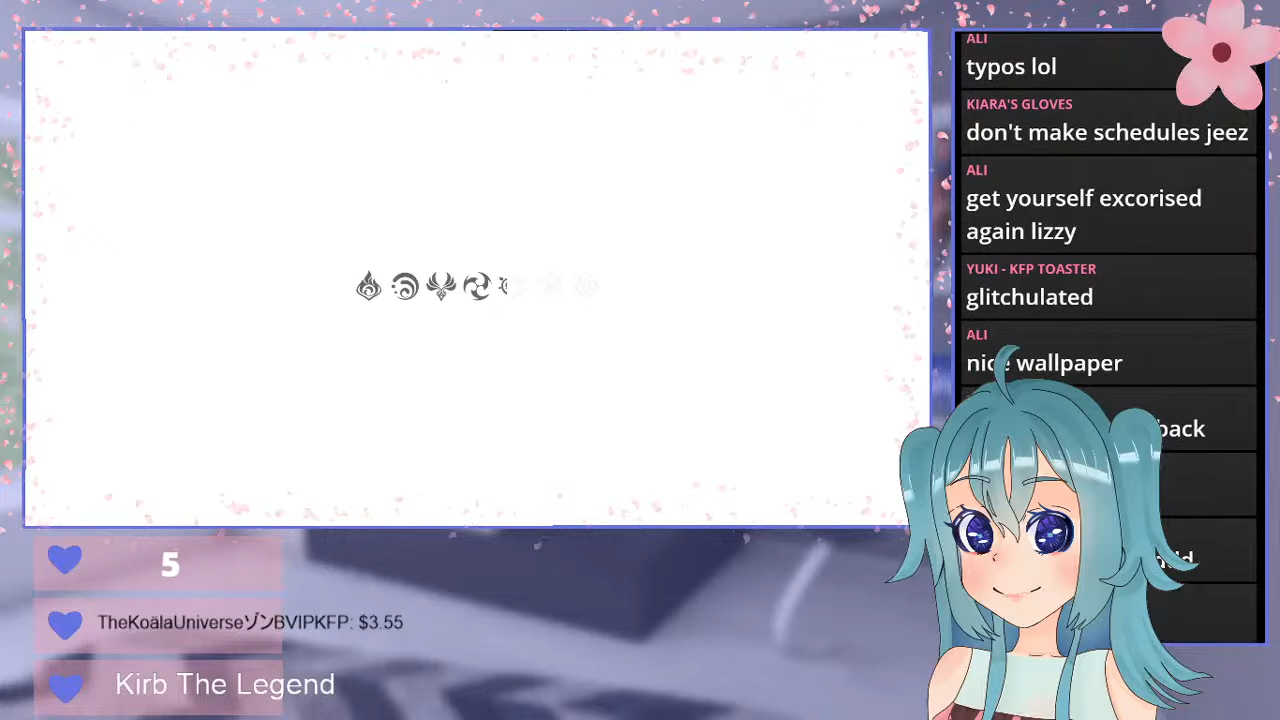 ALI
typos lol
KIARA'S GLOVES
don't make schedules jeez
ALI
get yourself excorised
again lizzy
YUKI - KFP TOASTER
glitchulated
ALI
nice wallpaper
back
5
TheKoalaUniverseゾンBVIPKFP: $3.55
Kirb The Legend